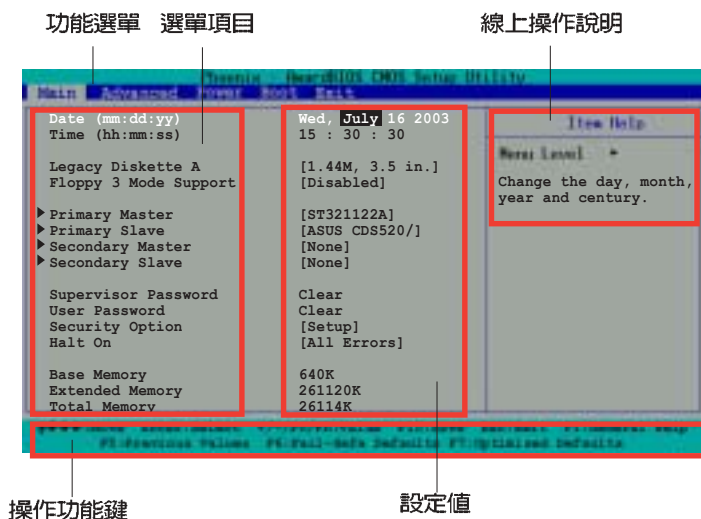 功能選單 選單項目 線上操作說明
Phoenix - AwardBIOS CMOS Setup Utility
Main Advanced Power Boot Exit
Date (mm:dd:yy) Wed, July 16 2003
Time (hh:mm:ss) 15 : 30 : 30
Legacy Diskette A [1.44M, 3.5 in.]
Floppy 3 Mode Support [Disabled]
Primary Master [ST321122A]
Primary Slave [ASUS CDS520/]
Secondary Master [None]
Secondary Slave [None]
Supervisor Password Clear
User Password Clear
Security Option [Setup]
Halt On [All Errors]
Base Memory 640K
Extended Memory 261120K
Total Memory 26114K
Item Help
Menu Level
Change the day, month,
year and century.
F5:Previous Values F6:Fail-Safe Defaults F7:Optimized Defaults
操作功能鍵 設定值